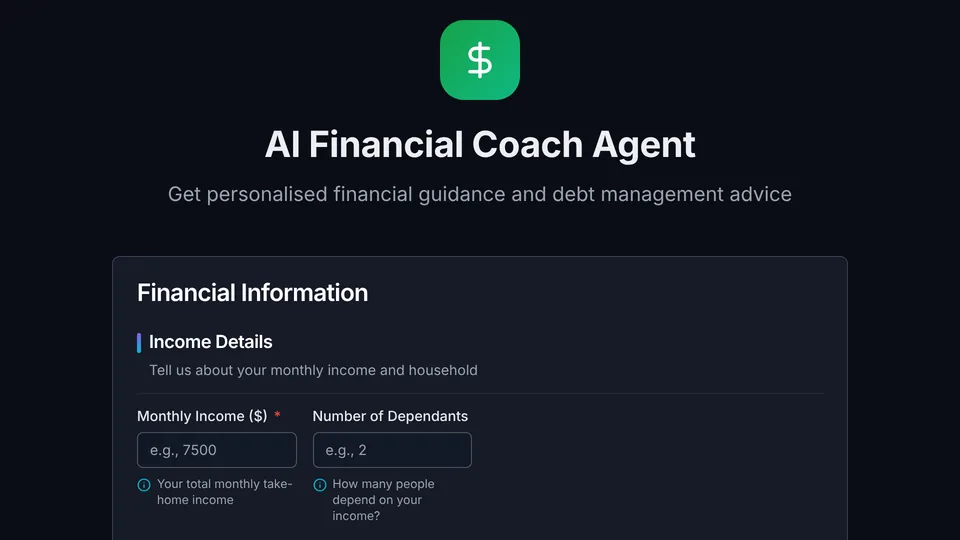 $
AI Financial Coach Agent
Get personalised financial guidance and debt management advice
Financial Information
Income Details
Tell us about your monthly income and household
Monthly Income ($) *
Number of Dependants
e.g., 7500
e.g., 2
Your total monthly take-
home income
How many people
depend on your
income?